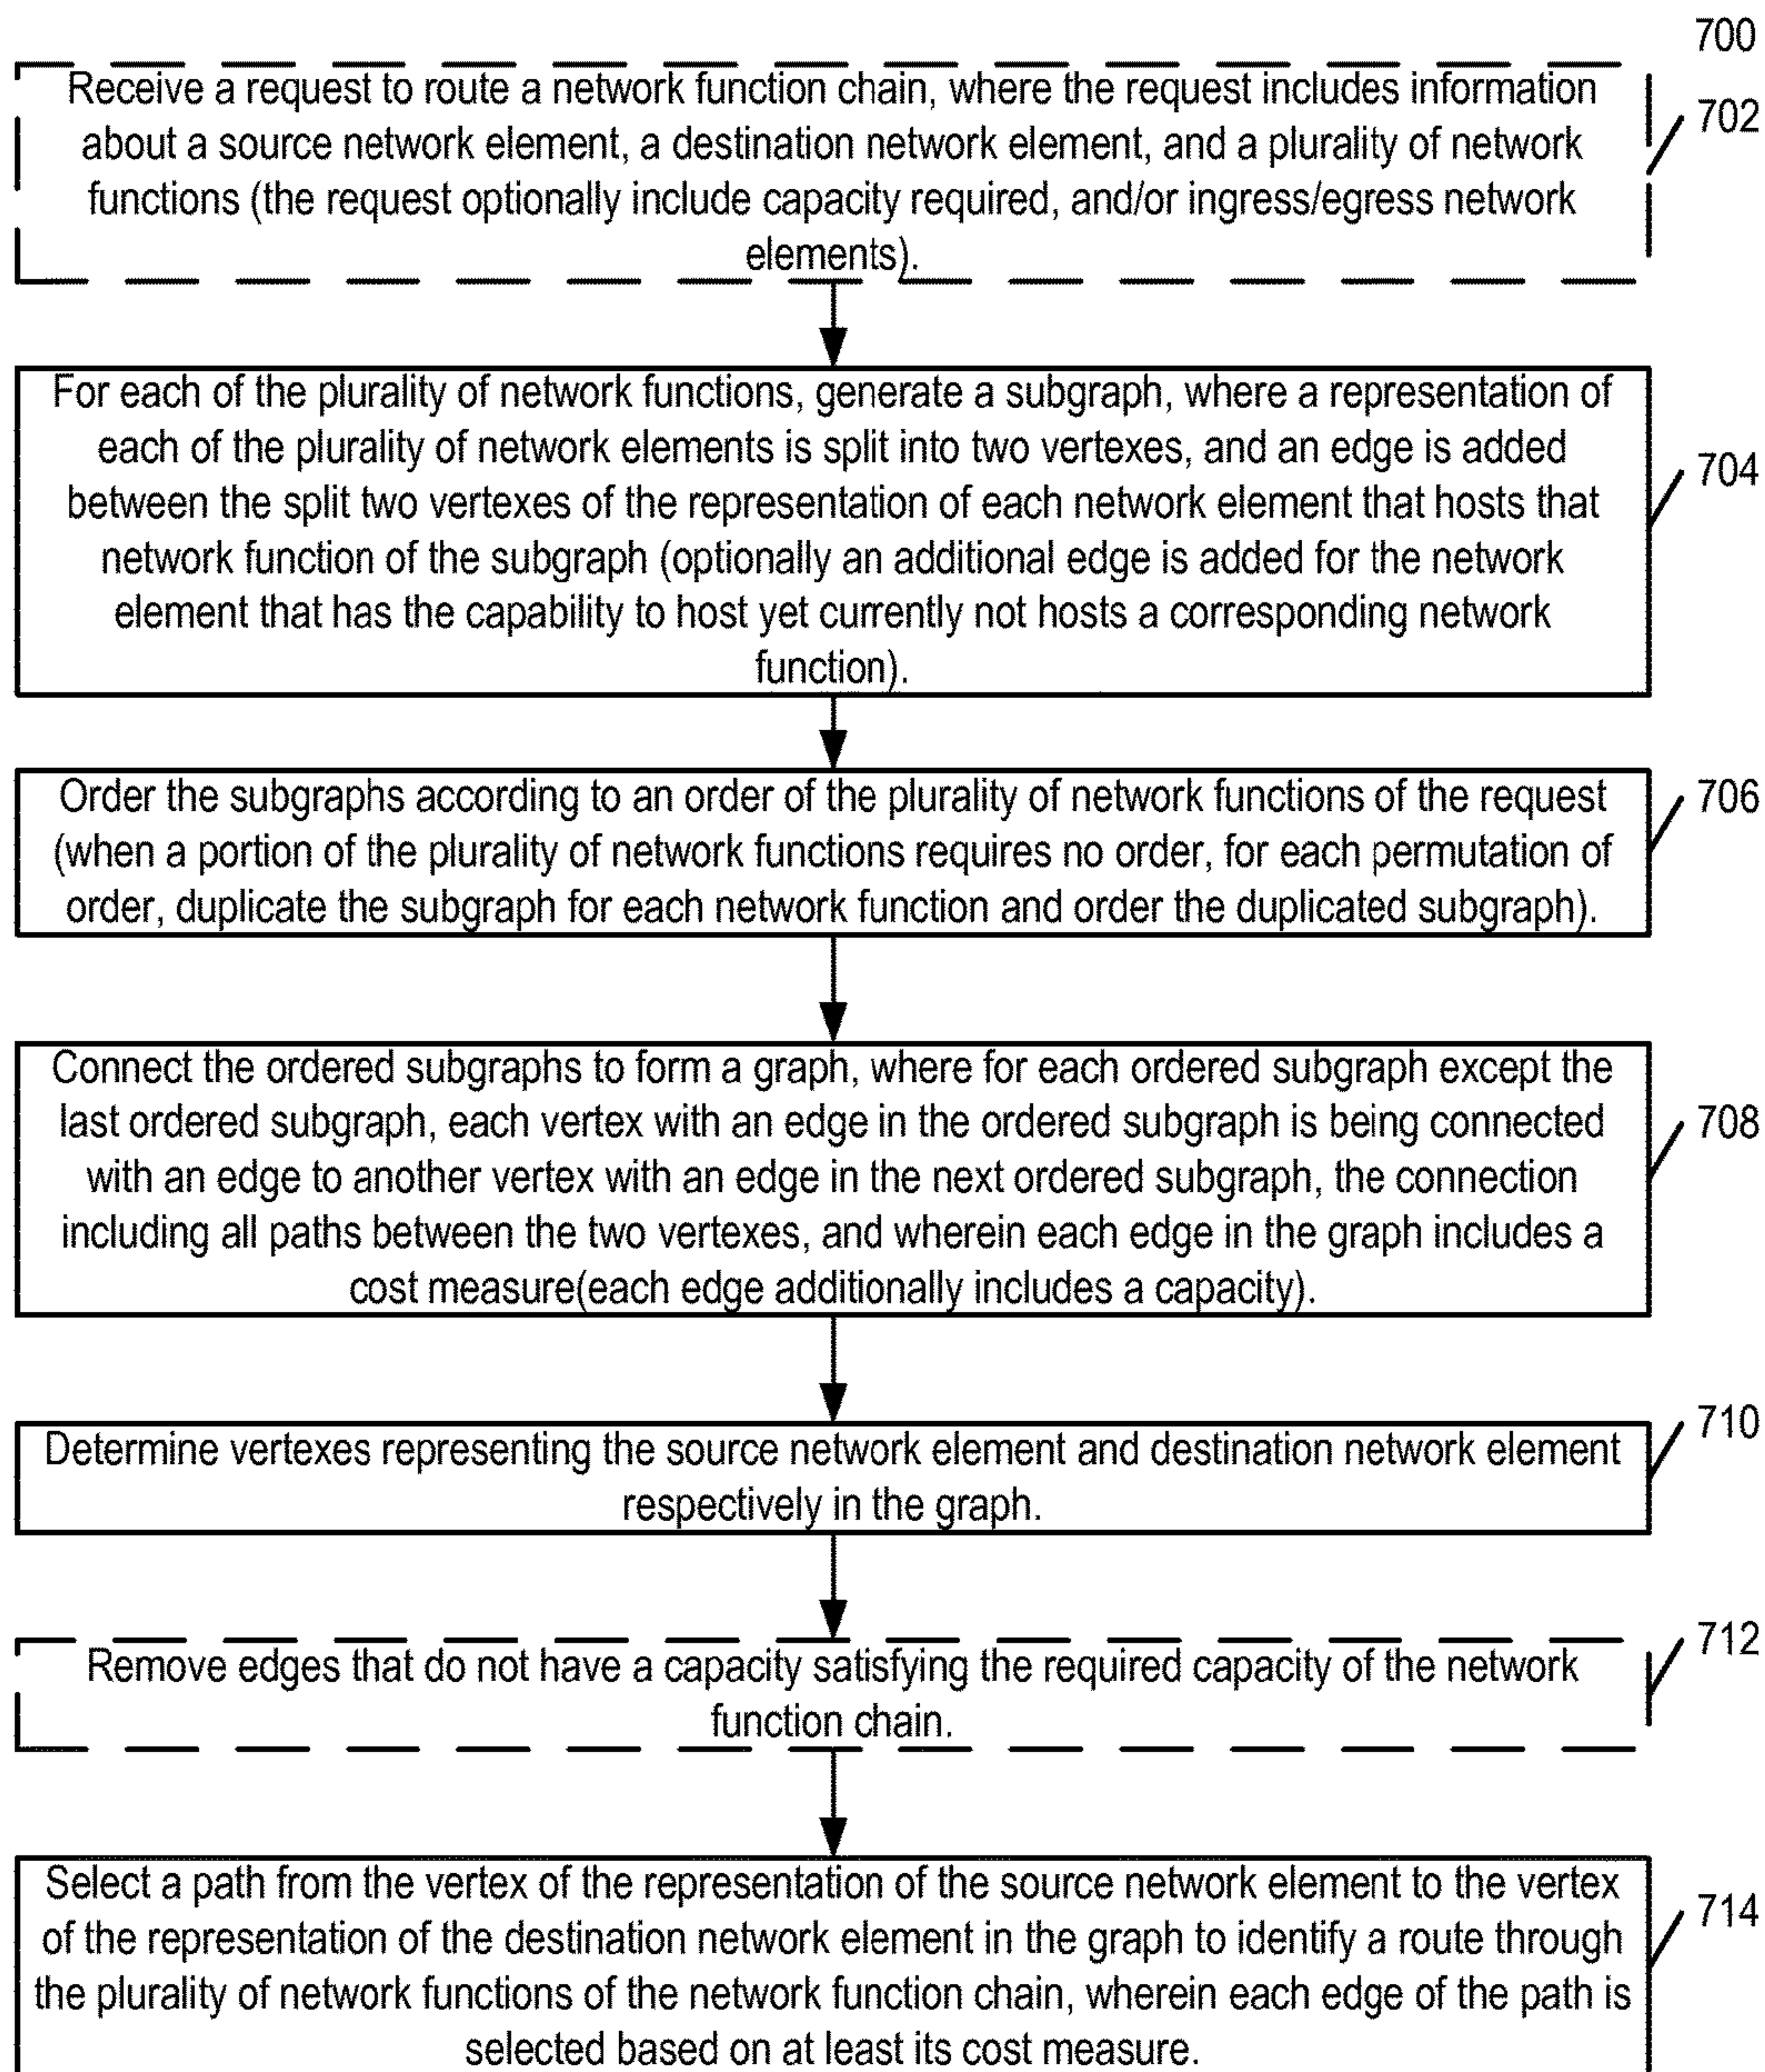 700
Receive a request to route a network function chain, where the request includes information
about a source network element, a destination network element, and a plurality of network
functions (the request optionally include capacity required, and/or ingress/egress network
elements).
702
For each of the plurality of network functions, generate a subgraph, where a representation of
each of the plurality of network elements is split into two vertexes, and an edge is added
between the split two vertexes of the representation of each network element that hosts that
network function of the subgraph (optionally an additional edge is added for the network
element that has the capability to host yet currently not hosts a corresponding network
function).
704
Order the subgraphs according to an order of the plurality of network functions of the request
(when a portion of the plurality of network functions requires no order, for each permutation of
order, duplicate the subgraph for each network function and order the duplicated subgraph).
706
Connect the ordered subgraphs to form a graph, where for each ordered subgraph except the
last ordered subgraph, each vertex with an edge in the ordered subgraph is being connected
with an edge to another vertex with an edge in the next ordered subgraph, the connection
including all paths between the two vertexes, and wherein each edge in the graph includes a
cost measure(each edge additionally includes a capacity).
708
Determine vertexes representing the source network element and destination network element
respectively in the graph.
710
Remove edges that do not have a capacity satisfying the required capacity of the network
function chain.
712
Select a path from the vertex of the representation of the source network element to the vertex
of the representation of the destination network element in the graph to identify a route through
the plurality of network functions of the network function chain, wherein each edge of the path is
selected based on at least its cost measure.
714